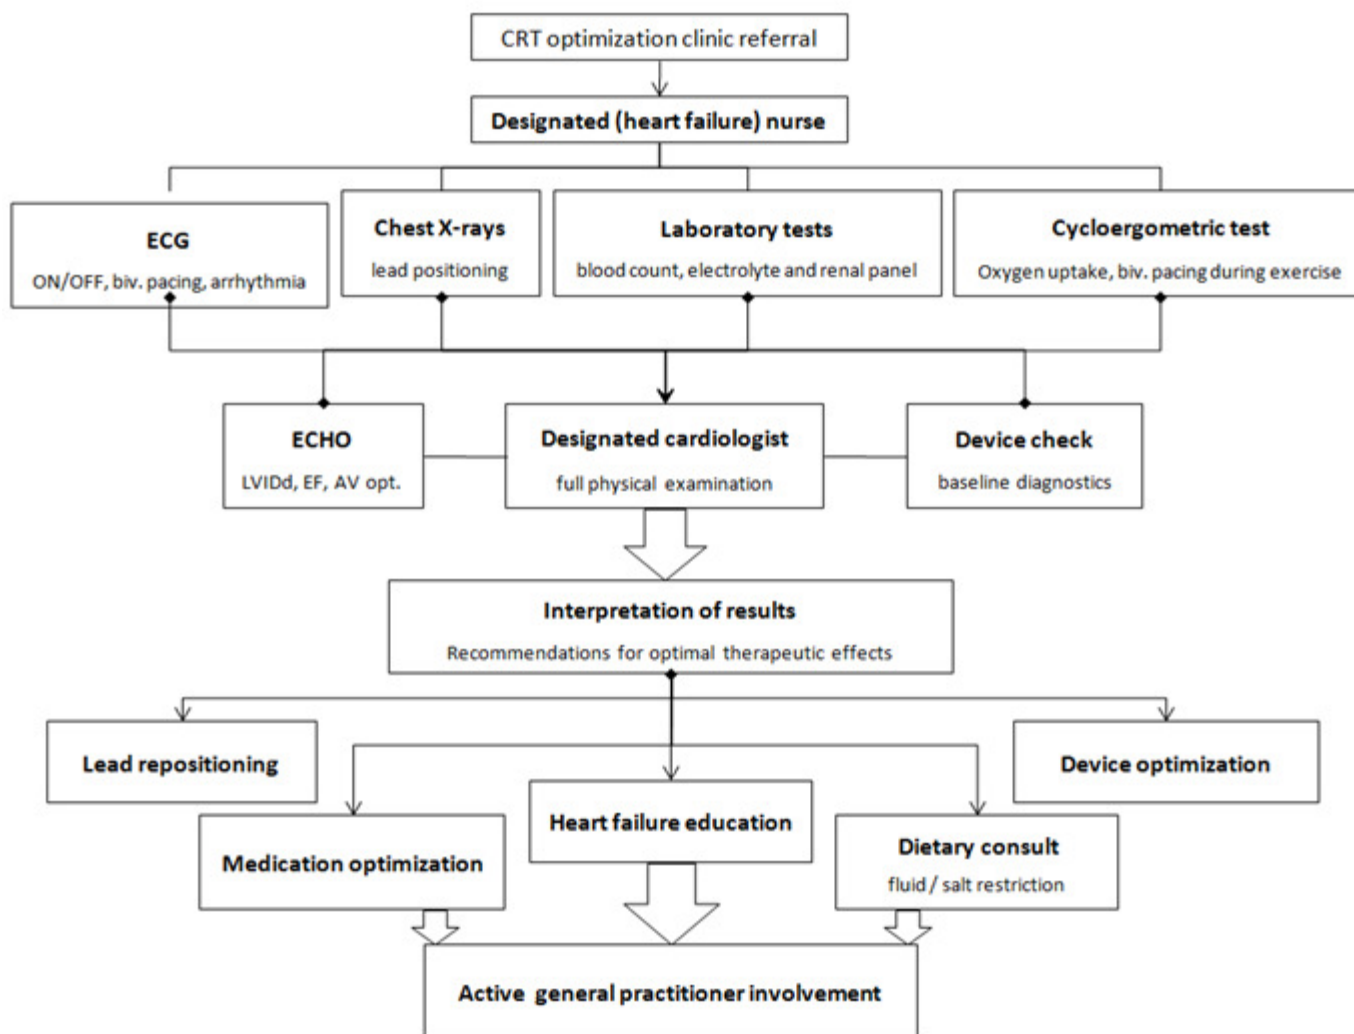 CRT optimization clinic referral
Designated (heart failure) nurse
ECG
ON/OFF, biv. pacing, arrhythmia
Chest X-rays
lead positioning
Laboratory tests
blood count, electrolyte and renal panel
Cycloergometric test
Oxygen uptake, biv. pacing during exercise
ECHO
LVIDd, EF, AV opt.
Designated cardiologist
full physical examination
Device check
baseline diagnostics
Interpretation of results
Recommendations for optimal therapeutic effects
Lead repositioning
Device optimization
Medication optimization
Heart failure education
Dietary consult
fluid / salt restriction
Active general practitioner involvement